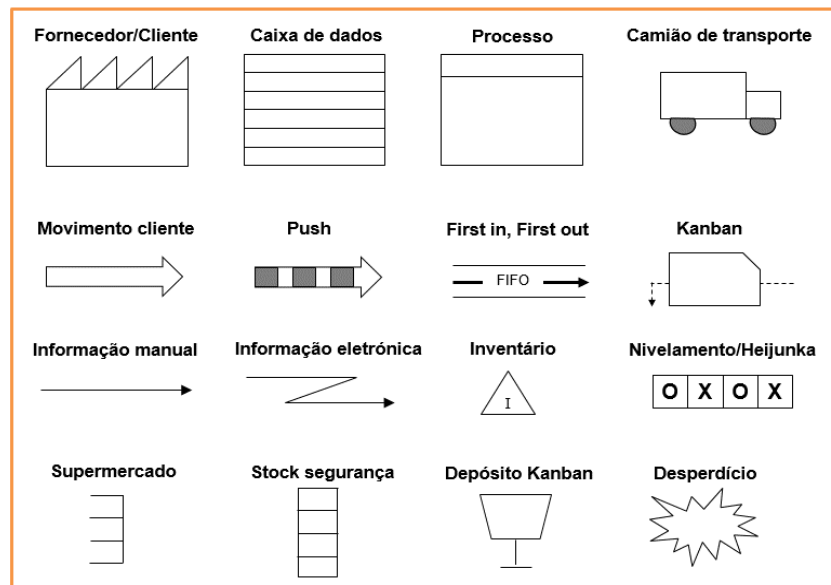 Fornecedor/Cliente
Caixa de dados
Processo
Camião de transporte
Movimento cliente
Push
First in, First out
Kanban
FIFO
Informação manual
Informação eletrónica
Inventário
Nivelamento/Heijunka
I
O X O X
Supermercado
Stock segurança
Depósito Kanban
Desperdício